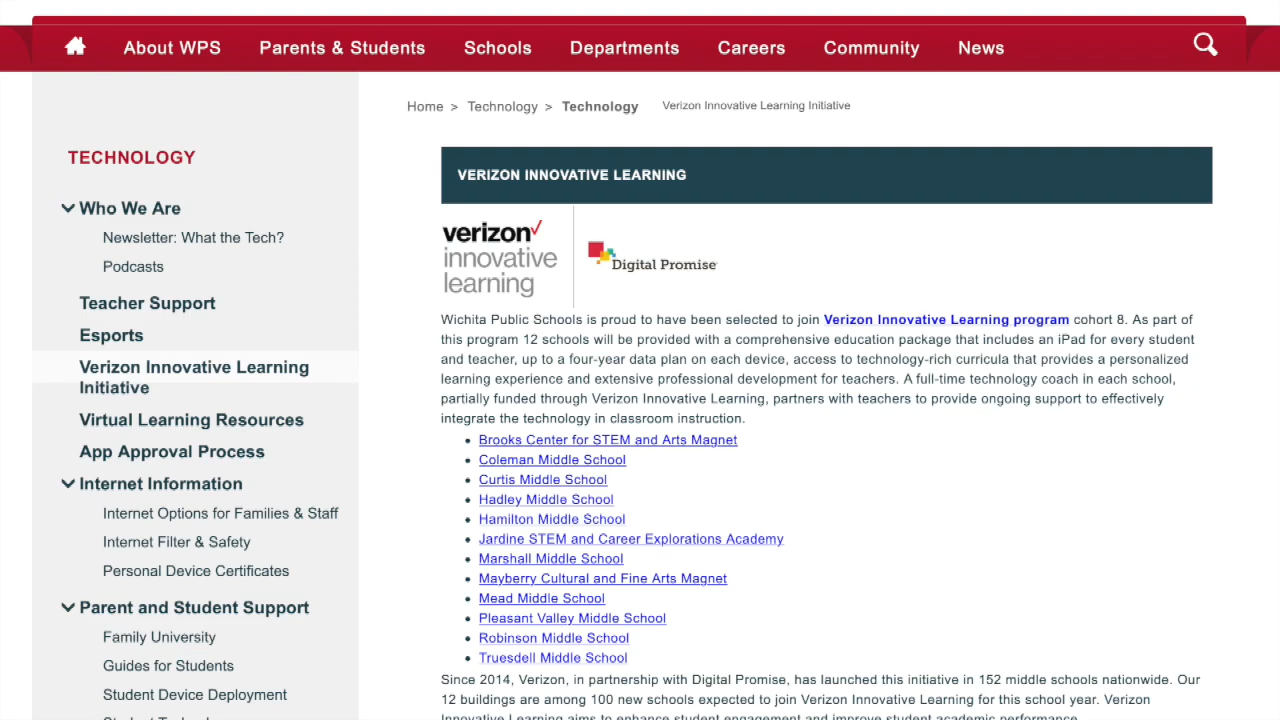 About WPS Parents & Students Schools Departments Careers Community News
Home > Technology > Technology Verizon Innovative Learning Initiative
TECHNOLOGY
Who We Are
Newsletter: What the Tech?
Podcasts
Teacher Support
Esports
Verizon Innovative Learning
Initiative
Virtual Learning Resources
App Approval Process
Internet Information
Internet Options for Families & Staff
Internet Filter & Safety
Personal Device Certificates
Parent and Student Support
Family University
Guides for Students
Student Device Deployment
VERIZON INNOVATIVE LEARNING
verizon
innovative
learning
Digital Promise
Wichita Public Schools is proud to have been selected to join Verizon Innovative Learning program cohort 8. As part of
this program 12 schools will be provided with a comprehensive education package that includes an iPad for every student
and teacher, up to a four-year data plan on each device, access to technology-rich curricula that provides a personalized
learning experience and extensive professional development for teachers. A full-time technology coach in each school,
partially funded through Verizon Innovative Learning, partners with teachers to provide ongoing support to effectively
integrate the technology in classroom instruction.
• Brooks Center for STEM and Arts Magnet
• Coleman Middle School
• Curtis Middle School
• Hadley Middle School
• Hamilton Middle School
• Jardine STEM and Career Explorations Academy
• Marshall Middle School
• Mayberry Cultural and Fine Arts Magnet
• Mead Middle School
• Pleasant Valley Middle School
• Robinson Middle School
• Truesdell Middle School
Since 2014, Verizon, in partnership with Digital Promise, has launched this initiative in 152 middle schools nationwide. Our
12 buildings are among 100 new schools expected to join Verizon Innovative Learning for this school year. Verizon
Innovative Learning aims to enhance student engagement and improve student academic performance